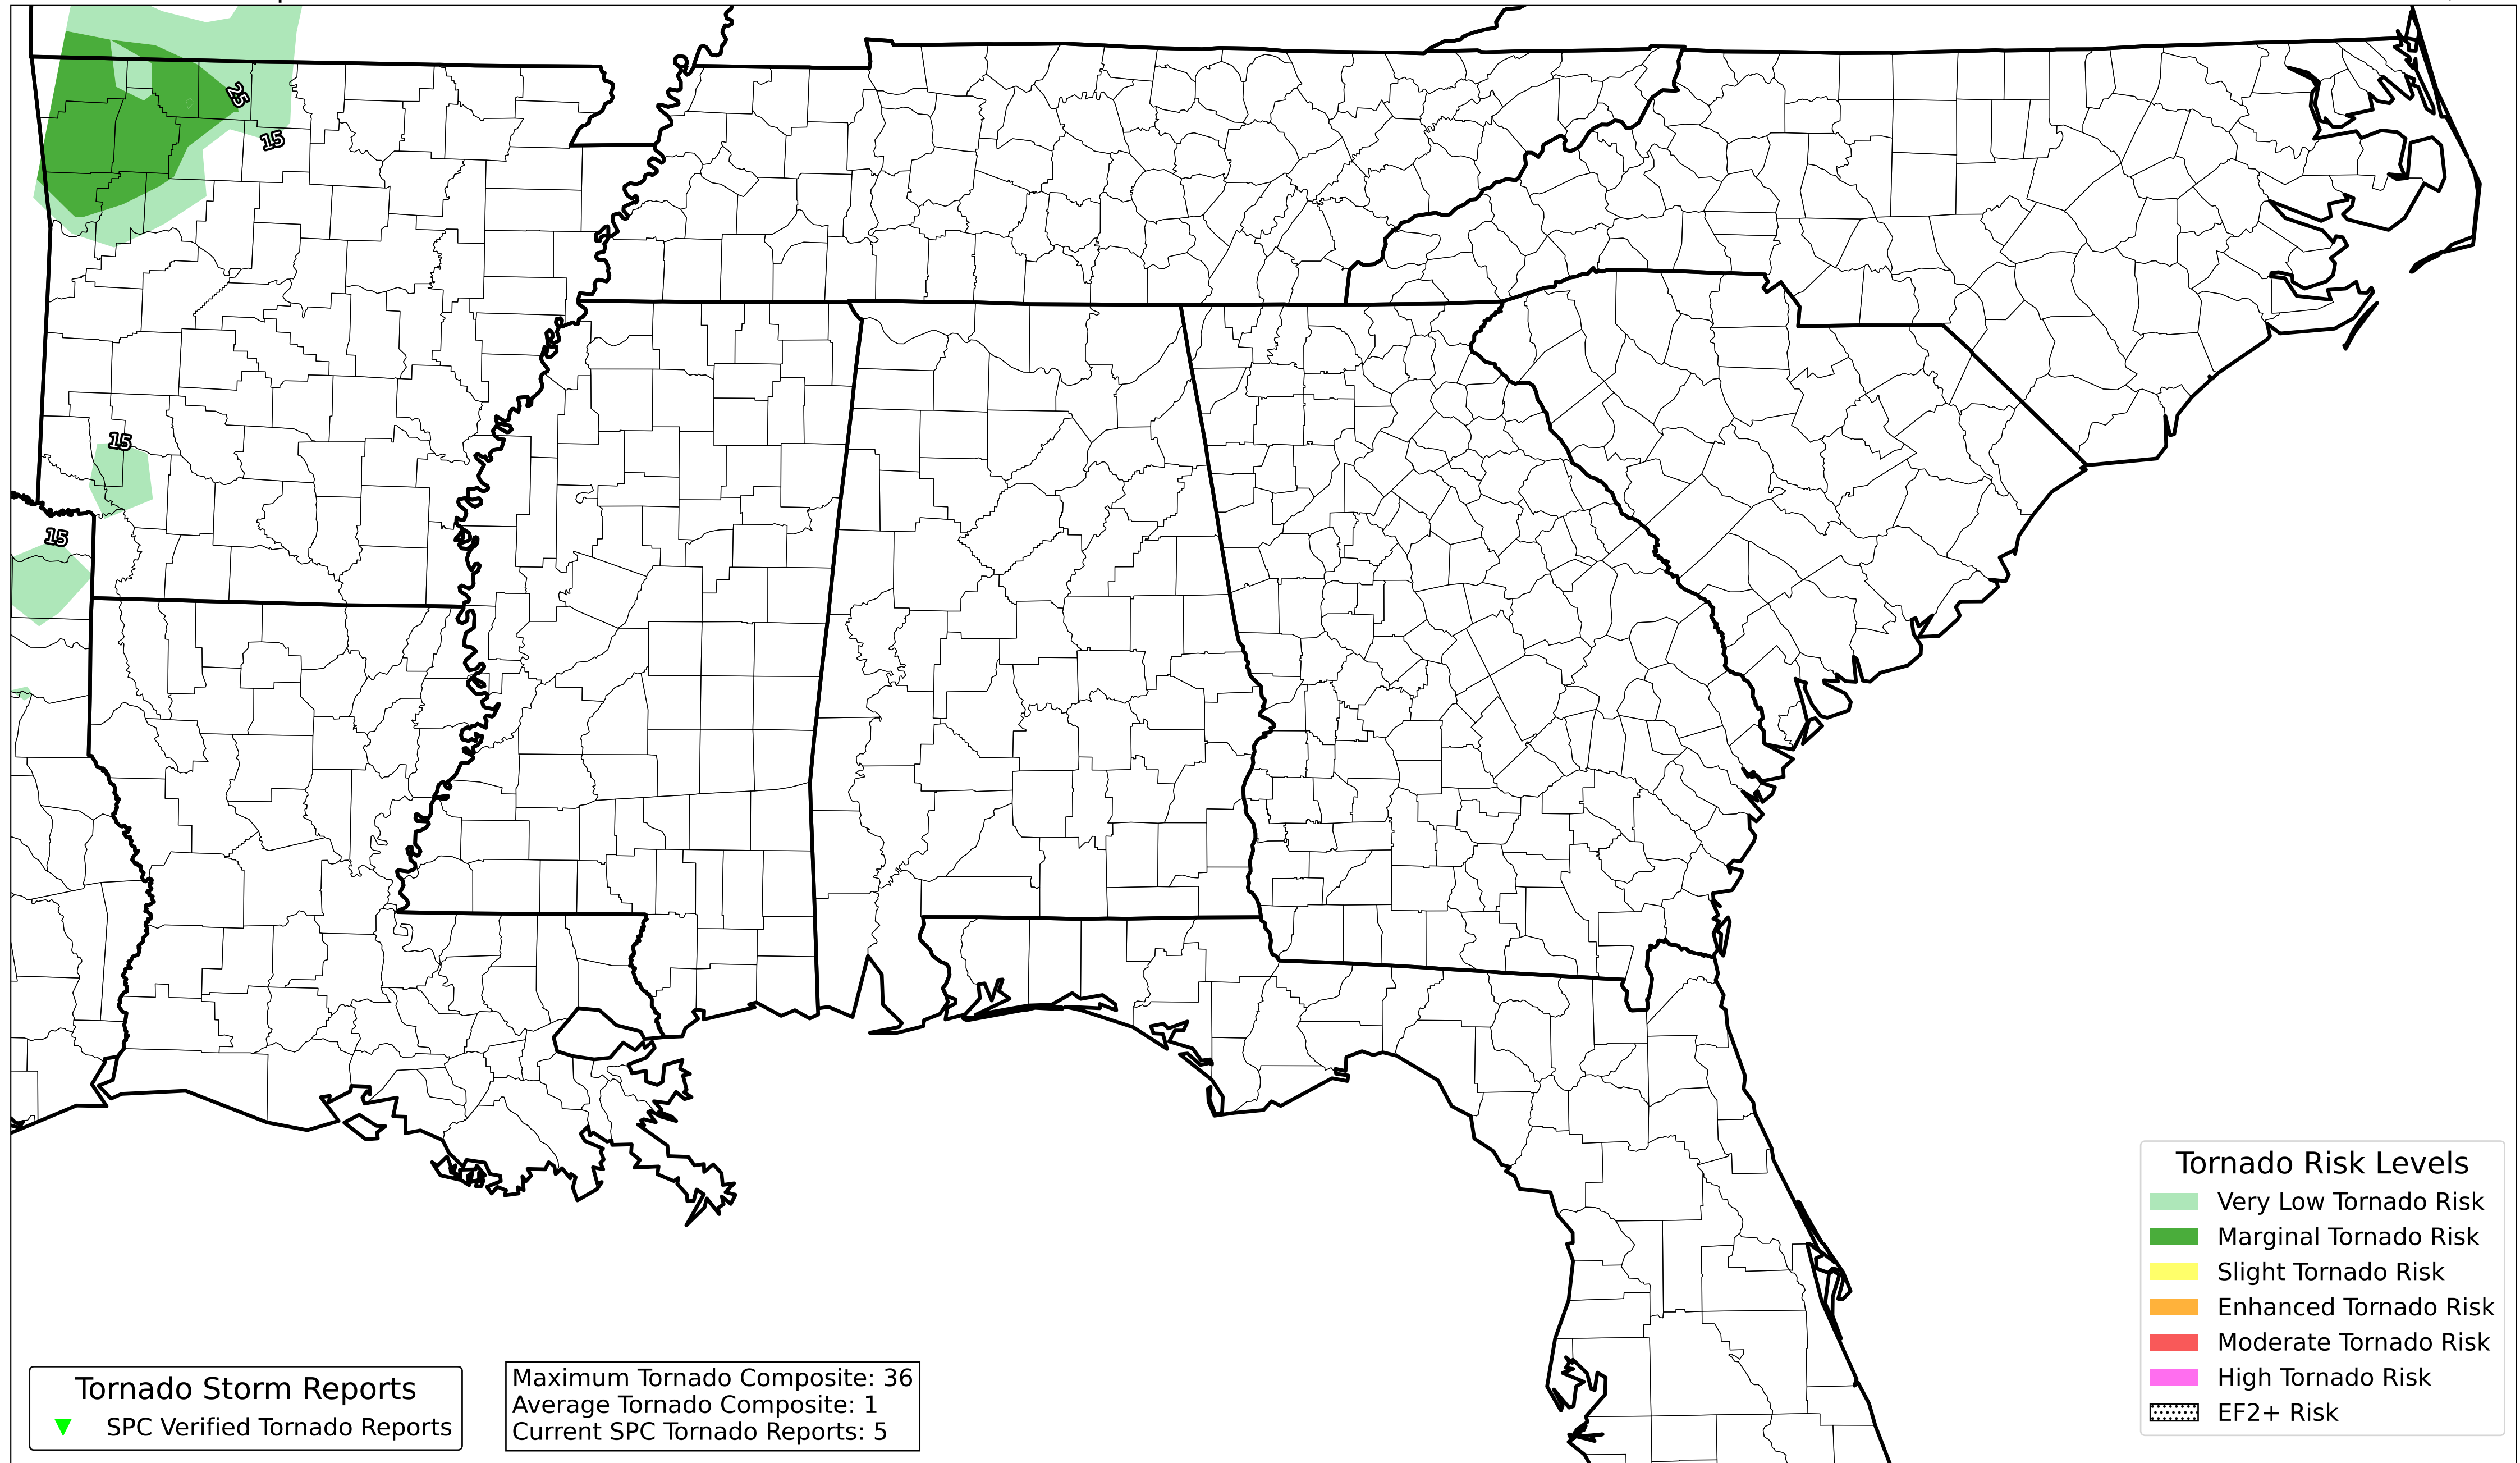 25
15
15
15
Tornado Risk Levels
Very Low Tornado Risk
Marginal Tornado Risk
Slight Tornado Risk
Enhanced Tornado Risk
Moderate Tornado Risk
High Tornado Risk
EF2+ Risk
Tornado Storm Reports
SPC Verified Tornado Reports
Maximum Tornado Composite: 36
Average Tornado Composite: 1
Current SPC Tornado Reports: 5